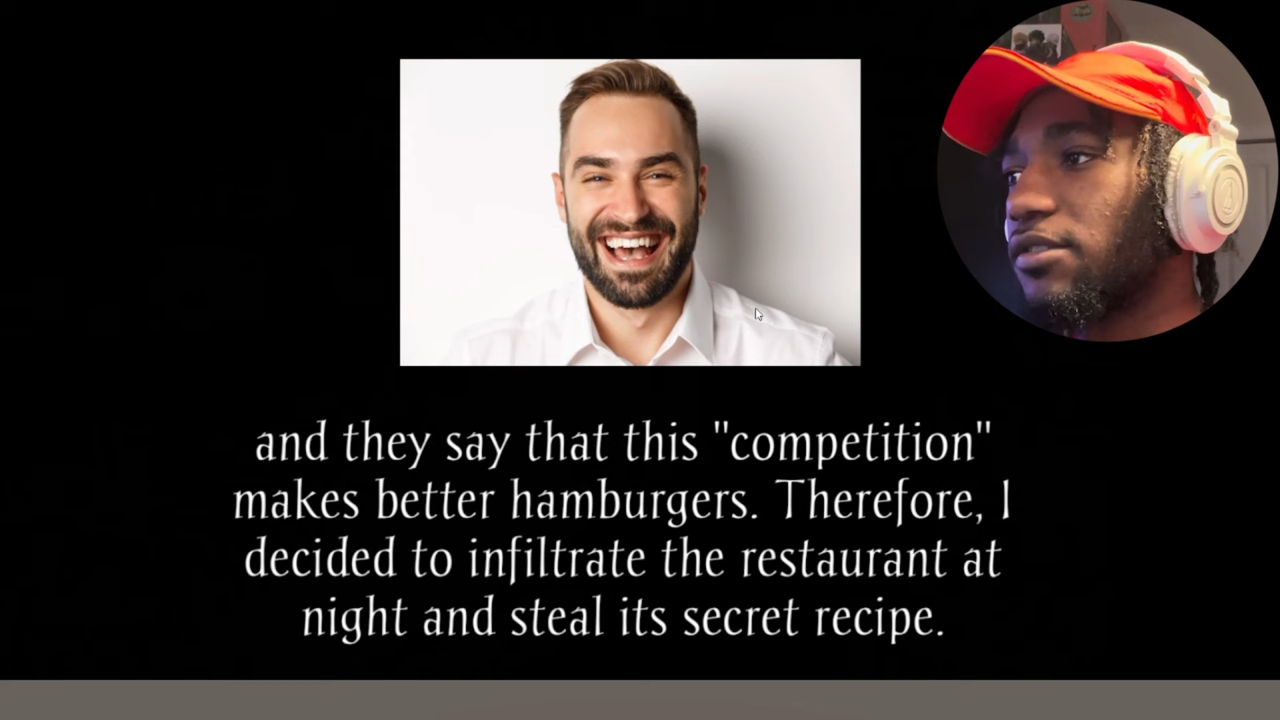 and they say that this "competition"
makes better hamburgers. Therefore, I
decided to infiltrate the restaurant at
night and steal its secret recipe.